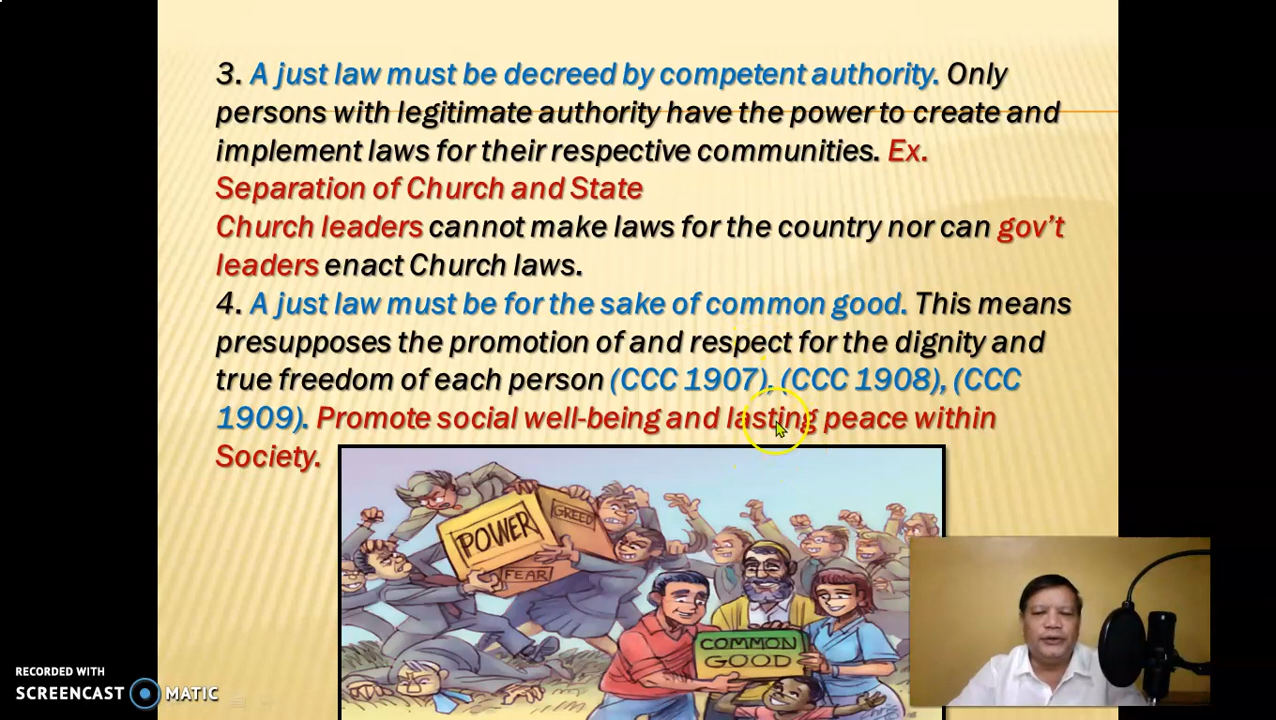 3. A just law must be decreed by competent authority. Only
persons with legitimate authority have the power to create and
implement laws for their respective communities. Ex.
Separation of Church and State
Church leaders cannot make laws for the country nor can gov't
leaders enact Church laws.
4. A just law must be for the sake of common good. This means
presupposes the promotion of and respect for the dignity and
true freedom of each person (CCC 1907), (CCC 1908), (CCC
1909). Promote social well-being and lasting peace within
Society.
POWER
GREED
FEAR
COMMON
GOOD
RECORDED WITH
SCREENCAST MATIC